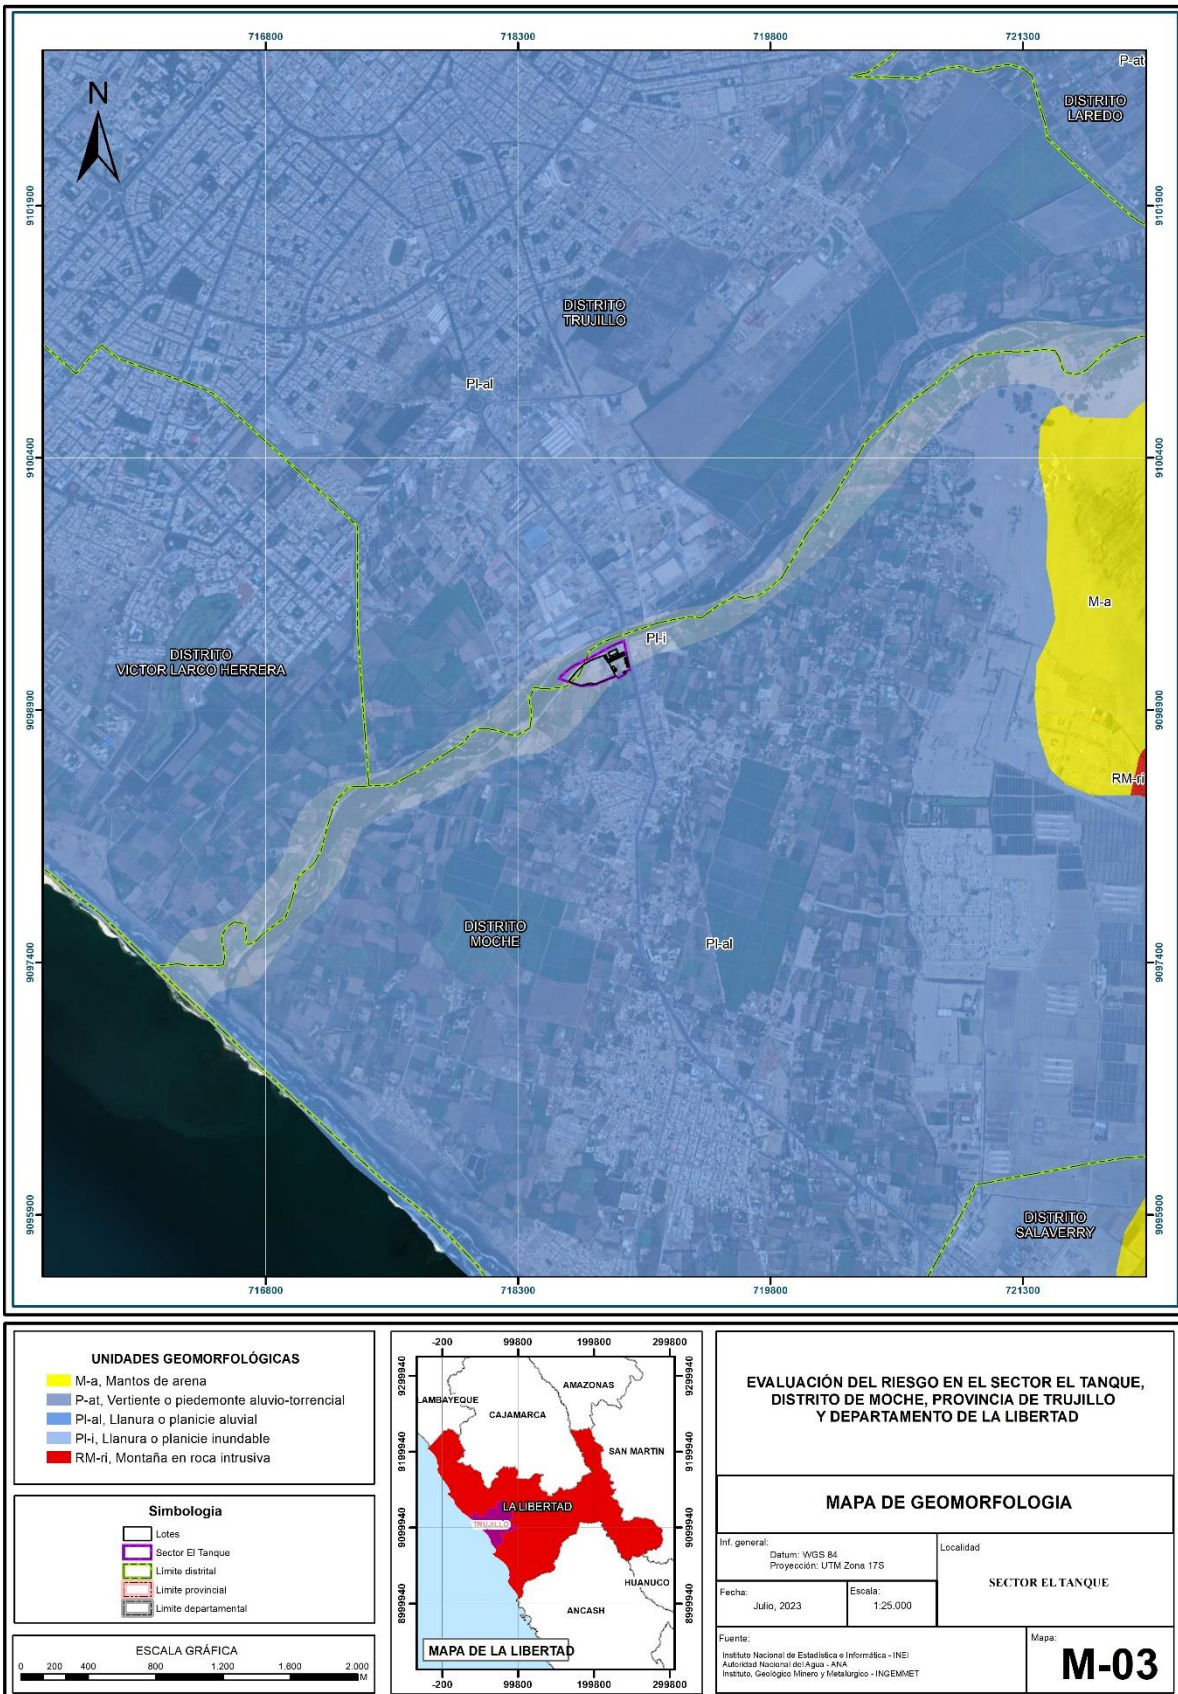 716800
718300
719800
721300
N
P-at
DISTRITO
LAREDO
9101900
9101900
DISTRITO
TRUJILLO
Pl-al
9100400
9100400
M-a
Pl-i
DISTRITO
VICTOR LARCO HERRERA
9098900
9098900
RM-ri
DISTRITO
MOCHE
Pl-al
9097400
9097400
9095900
9095900
DISTRITO
SALAVERRY
716800
718300
719800
721300
UNIDADES GEOMORFOLÓGICAS
M-a, Mantos de arena
P-at, Vertiente o piedemonte aluvio-torrencial
Pl-al, Llanura o planicie aluvial
Pl-i, Llanura o planicie inundable
RM-ri, Montaña en roca intrusiva
Simbologia
Lotes
Sector El Tanque
Límite distrital
Limite provincial
Limite departamental
ESCALA GRÁFICA
0 200 400 800 1.200 1.600 2.000
M
-200 99800 199800 299800
9299940
9299940
AMAZONAS
LAMBAYEQUE
CAJAMARCA
SAN MARTIN
9199940
9199940
LA LIBERTAD
TRUJILLO
9099940
9099940
HUANUCO
ANCASH
8999940
8999940
MAPA DE LA LIBERTAD
-200 99800 199800 299800
EVALUACIÓN DEL RIESGO EN EL SECTOR EL TANQUE,
DISTRITO DE MOCHE, PROVINCIA DE TRUJILLO
Y DEPARTAMENTO DE LA LIBERTAD
MAPA DE GEOMORFOLOGIA
Inf. general:
Datum: WGS 84
Proyección: UTM Zona 17S
Localidad
SECTOR EL TANQUE
Fecha:
Julio, 2023
Escala:
1:25.000
Fuente:
Instituto Nacional de Estadística e Informática - INEI
Autoridad Nacional del Agua - ANA
Instituto, Geológico Minero y Metalúrgico - INGEMMET
Mapa:
M-03